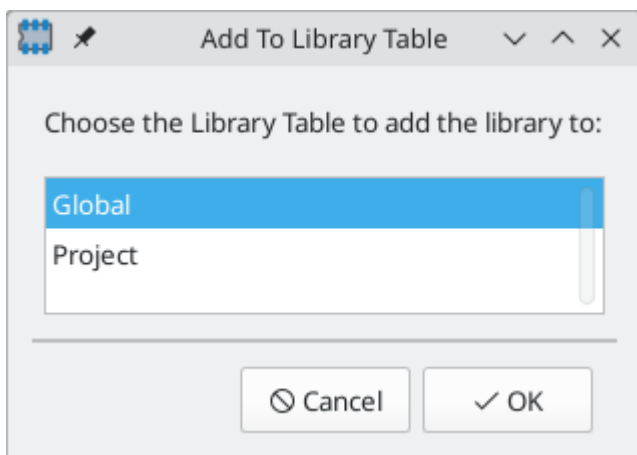 Add To Library Table
Choose the Library Table to add the library to:
Global
Project
Cancel
OK